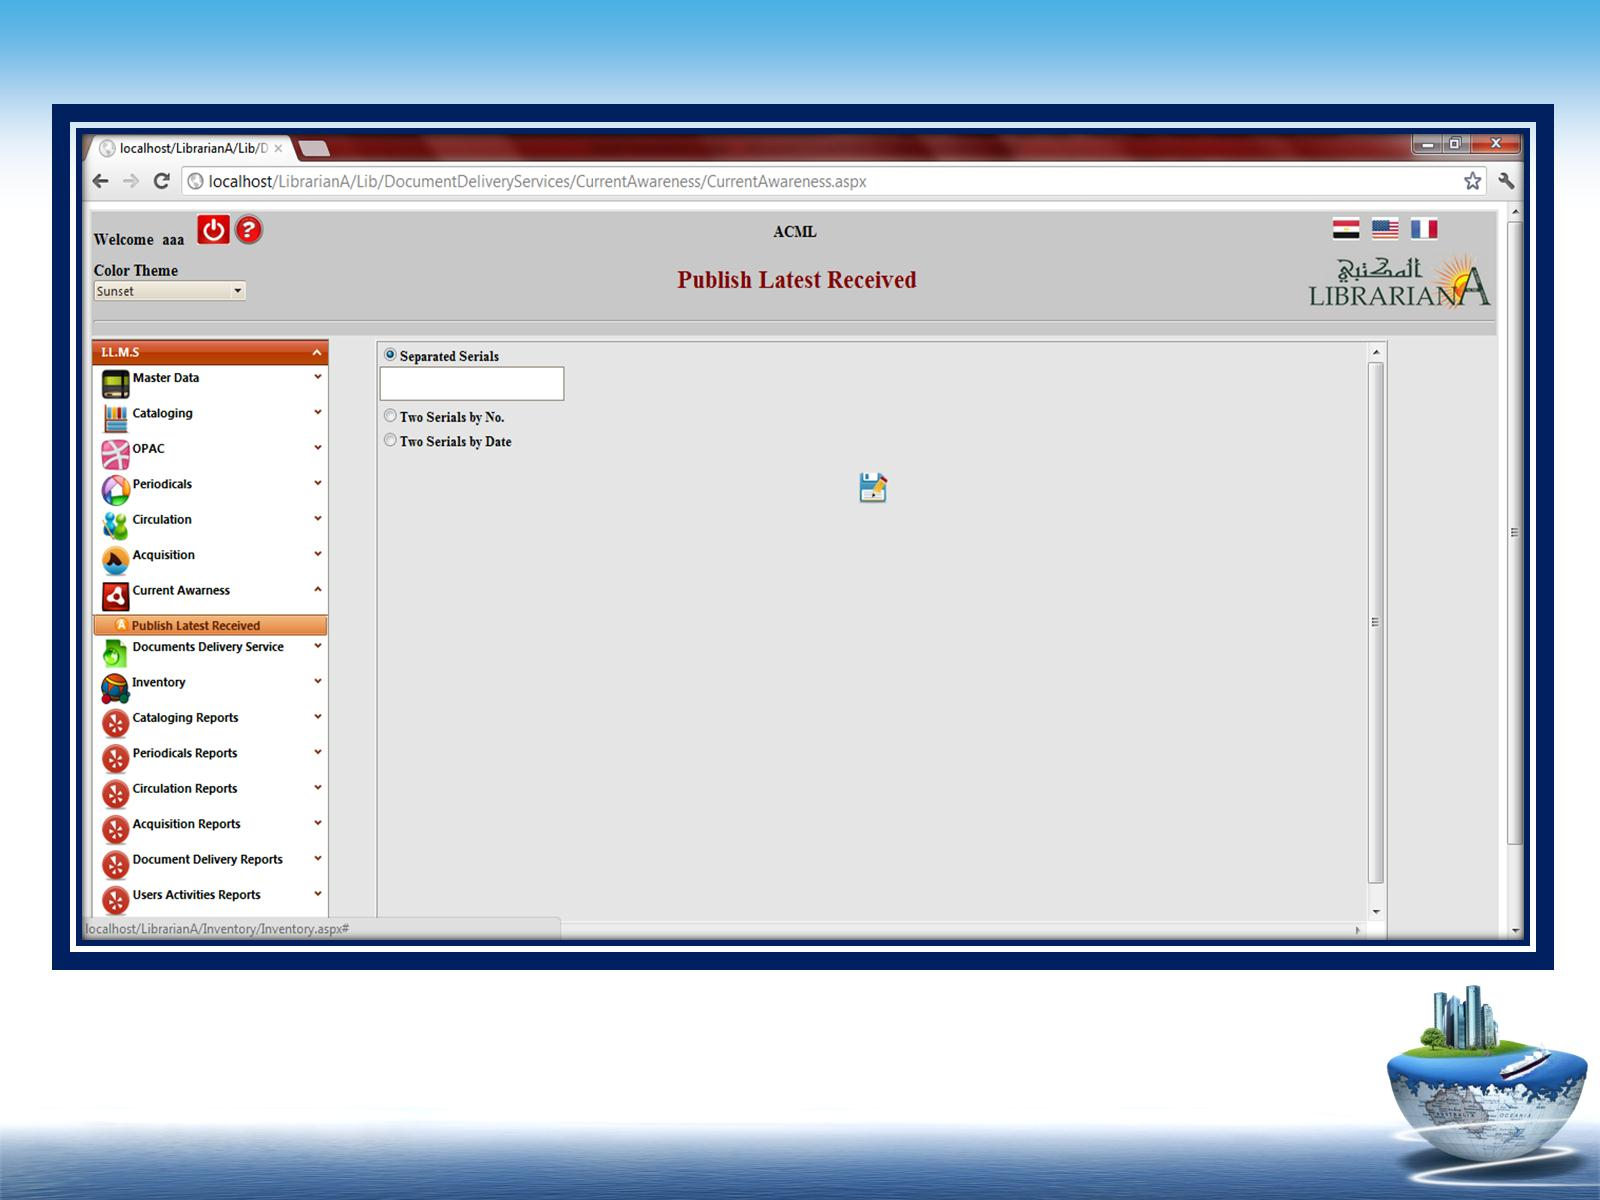 localhost/LibrarianA/Lib/D
localhost/LibrarianA/Lib/DocumentDeliveryServices/CurrentAwareness/CurrentAwareness.aspx
Welcome aaa
ACML
Color Theme
Sunset
Publish Latest Received
المكتبي
LIBRARIANA
I.L.M.S
Master Data
Cataloging
OPAC
Periodicals
Circulation
Acquisition
Current Awarness
Publish Latest Received
Documents Delivery Service
Inventory
Cataloging Reports
Periodicals Reports
Circulation Reports
Acquisition Reports
Document Delivery Reports
Users Activities Reports
Separated Serials
Two Serials by No.
Two Serials by Date
localhost/LibrarianA/Inventory/Inventory.aspx#
AUSTRALIA
OCEANIA